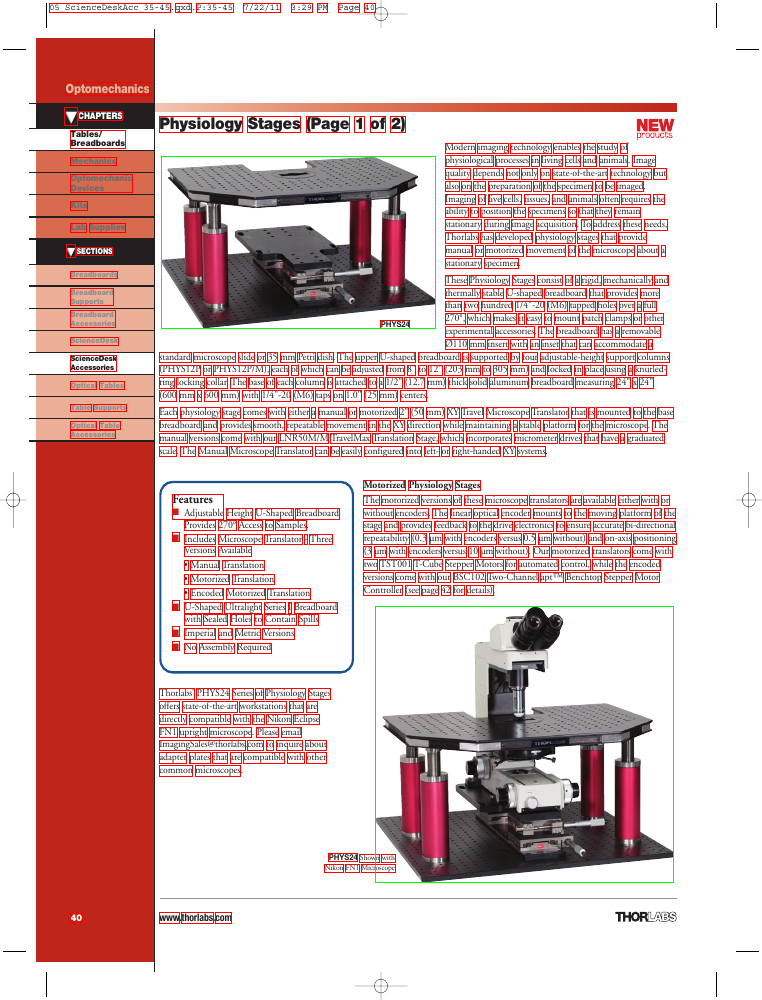 05 ScienceDeskAcc 35-45.qxd.P:35-45 7/22/11 3:29 PM Page 40
Optomechanics
▼ CHAPTERS
Tables/
Breadboards
Mechanics
Optomechanic
Devices
Kits
Lab Supplies
▼ SECTIONS
Breadboards
Breadboard
Supports
Breadboard
Accessories
ScienceDesk
ScienceDesk
Accessories
Optical Tables
Table Supports
Optical Table
Accessories
Physiology Stages (Page 1 of 2)
NEW
products
PHYS24
Modern imaging technology enables the study of
physiological processes in living cells and animals. Image
quality depends not only on state-of-the-art technology but
also on the preparation of the specimen to be imaged.
Imaging of live cells, tissues, and animals often requires the
ability to position the specimens so that they remain
stationary during image acquisition. To address these needs,
Thorlabs has developed physiology stages that provide
manual or motorized movement of the microscope about a
stationary specimen.
These Physiology Stages consist of a rigid, mechanically and
thermally stable U-shaped breadboard that provides more
than two hundred 1/4"-20 (M6) tapped holes over a full
270°, which makes it easy to mount patch clamps or other
experimental accessories. The breadboard has a removable
Ø110 mm insert with an inset that can accommodate a
standard microscope slide or 35 mm Petri dish. The upper U-shaped breadboard is supported by four adjustable-height support columns
(PHYS12P or PHYS12P/M), each of which can be adjusted from 8" to 12" (203 mm to 305 mm) and locked in place using a knurled-
ring locking collar. The base of each column is attached to a 1/2" (12.7 mm) thick solid aluminum breadboard measuring 24" x 24"
(600 mm x 600 mm) with 1/4"-20 (M6) taps on 1.0" (25 mm) centers.
Each physiology stage comes with either a manual or motorized 2" (50 mm) XY Travel Microscope Translator that is mounted to the base
breadboard and provides smooth, repeatable movement in the XY direction while maintaining a stable platform for the microscope. The
manual versions come with our LNR50M/M TravelMax Translation Stage, which incorporates micrometer drives that have a graduated
scale. The Manual Microscope Translator can be easily configured into left- or right-handed XY systems.
Features
■ Adjustable Height U-Shaped Breadboard
Provides 270° Access to Samples
■ Includes Microscope Translator - Three
Versions Available
• Manual Translation
• Motorized Translation
• Encoded Motorized Translation
■ U-Shaped Ultralight Series I Breadboard
with Sealed Holes to Contain Spills
■ Imperial and Metric Versions
■ No Assembly Required
Motorized Physiology Stages
The motorized versions of these microscope translators are available either with or
without encoders. The linear optical encoder mounts to the moving platform of the
stage and provides feedback to the drive electronics to ensure accurate bi-directional
repeatability (0.3 µm with encoders versus 0.5 µm without) and on-axis positioning
(3 µm with encoders versus 10 µm without). Our motorized translators come with
two TST001 T-Cube Stepper Motors for automated control, while the encoded
versions come with our BSC102 Two-Channel apt™ Benchtop Stepper Motor
Controller (see page 42 for details).
Thorlabs' PHYS24 Series of Physiology Stages
offers state-of-the-art workstations that are
directly compatible with the Nikon Eclipse
FN1 upright microscope. Please email
ImagingSales@thorlabs.com to inquire about
adapter plates that are compatible with other
common microscopes.
PHYS24 Shown with
Nikon FN1 Microscope
40
www.thorlabs.com
THORLABS